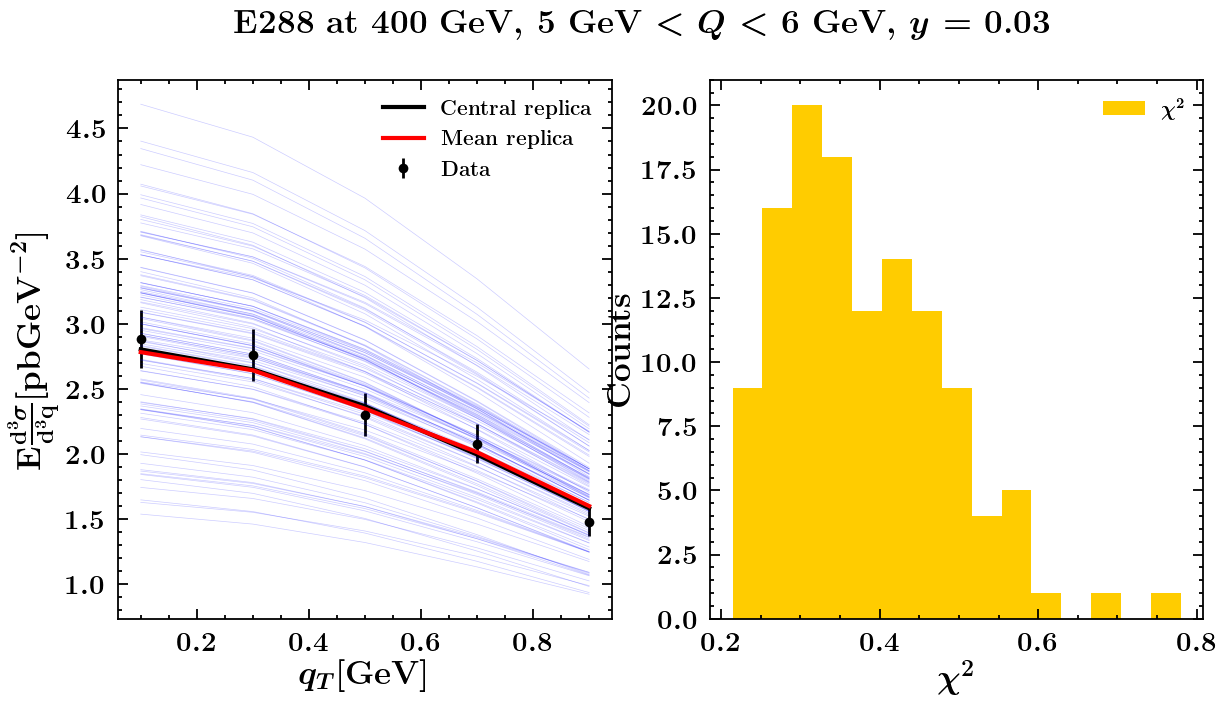 E288 at 400 GeV, 5 GeV < Q < 6 GeV, y = 0.03
Central replica
Mean replica
Data
E d³σ/d³q [pbGeV⁻²]
4.5
4.0
3.5
3.0
2.5
2.0
1.5
1.0
0.2
0.4
0.6
0.8
q_T[GeV]
χ²
Counts
20.0
17.5
15.0
12.5
10.0
7.5
5.0
2.5
0.0
0.2
0.4
0.6
0.8
χ²